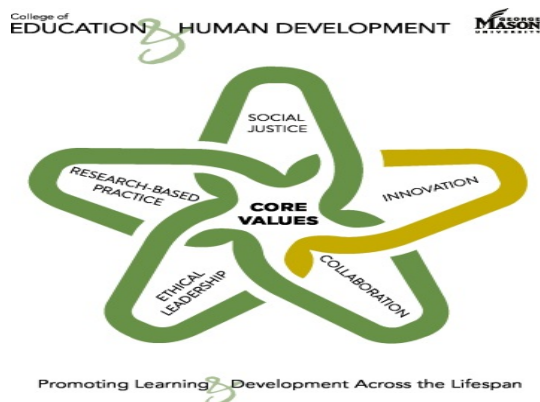 College of
EDUCATION & HUMAN DEVELOPMENT
GEORGE
MASON
UNIVERSITY
SOCIAL
JUSTICE
RESEARCH-BASED
PRACTICE
INNOVATION
CORE
VALUES
ETHICAL
LEADERSHIP
COLLABORATION
Promoting Learning & Development Across the Lifespan